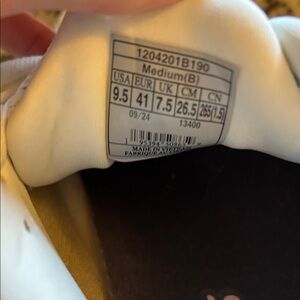 1204201B190
Medium(B)
USA EUR UK CM CN
9.5 41 7.5 26.5 265(1.5)
09/24 13400
MADE IN VIETNAM
FABRIQUE AU